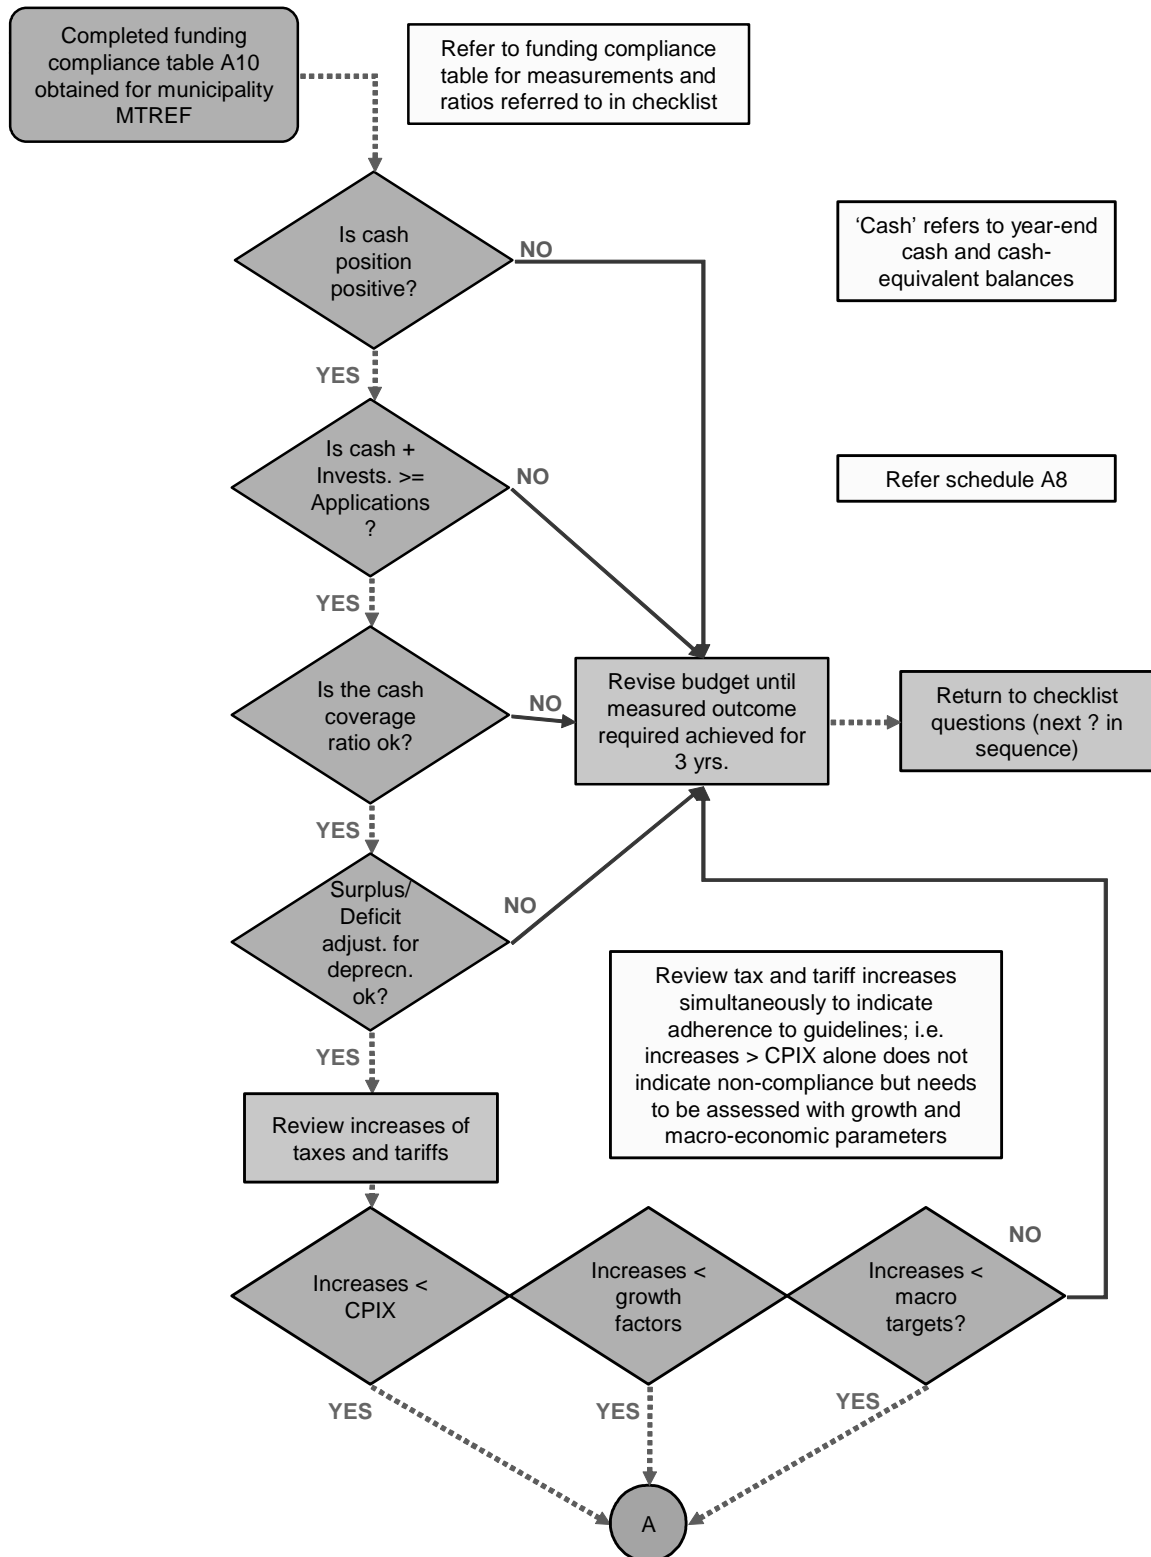 Completed funding
compliance table A10
obtained for municipality
MTREF
Refer to funding compliance
table for measurements and
ratios referred to in checklist
Is cash
position
positive?
NO
‘Cash’ refers to year-end
cash and cash-
equivalent balances
YES
Is cash +
Invests. >=
Applications
?
NO
Refer schedule A8
YES
Is the cash
coverage
ratio ok?
NO
Revise budget until
measured outcome
required achieved for
3 yrs.
Return to checklist
questions (next ? in
sequence)
YES
Surplus/
Deficit
adjust. for
deprecn.
ok?
NO
Review tax and tariff increases
simultaneously to indicate
adherence to guidelines; i.e.
increases > CPIX alone does not
indicate non-compliance but needs
to be assessed with growth and
macro-economic parameters
YES
Review increases of
taxes and tariffs
Increases <
CPIX
Increases <
growth
factors
Increases <
macro
targets?
NO
YES
YES
YES
A